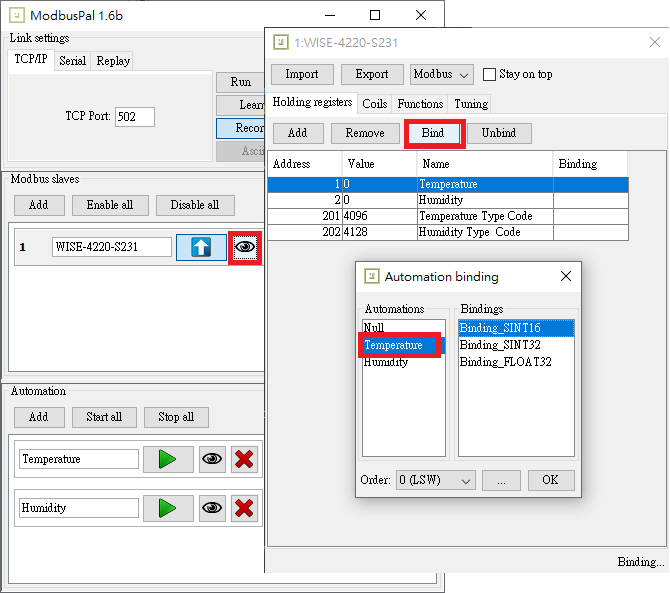 ModbusPal 1.6b
Link settings
TCP/IP Serial Replay
TCP Port: 502
Run
Learn
Recor
Ascii
Modbus slaves
Add Enable all Disable all
1 WISE-4220-S231
Automation
Add Start all Stop all
Temperature
Humidity
1:WISE-4220-S231
Import Export Modbus Stay on top
Holding registers Coils Functions Tuning
Add Remove Bind Unbind
Address Value Name Binding
1 0 Temperature
2 0 Humidity
201 4096 Temperature Type Code
202 4128 Humidity Type Code
Automation binding
Automations Bindings
Null Binding_SINT16
Temperature Binding_SINT32
Humidity Binding_FLOAT32
Order: 0 (LSW) ... OK
Binding...